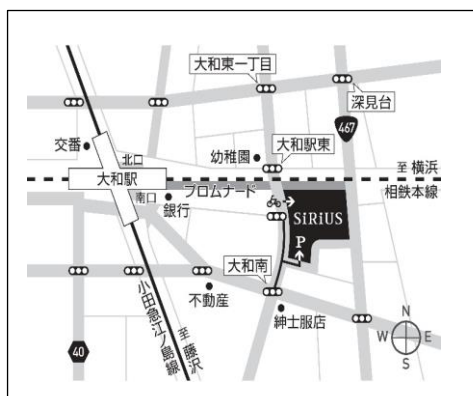 大和東一丁目
深見台
467
交番
北口
幼稚園
大和駅東
至 横浜
大和駅
プロムナード
相鉄本線
南口
銀行
SiRiUS
P
大和南
不動産
紳士服店
小田急江ノ島線
至 藤沢
40
N
W E
S